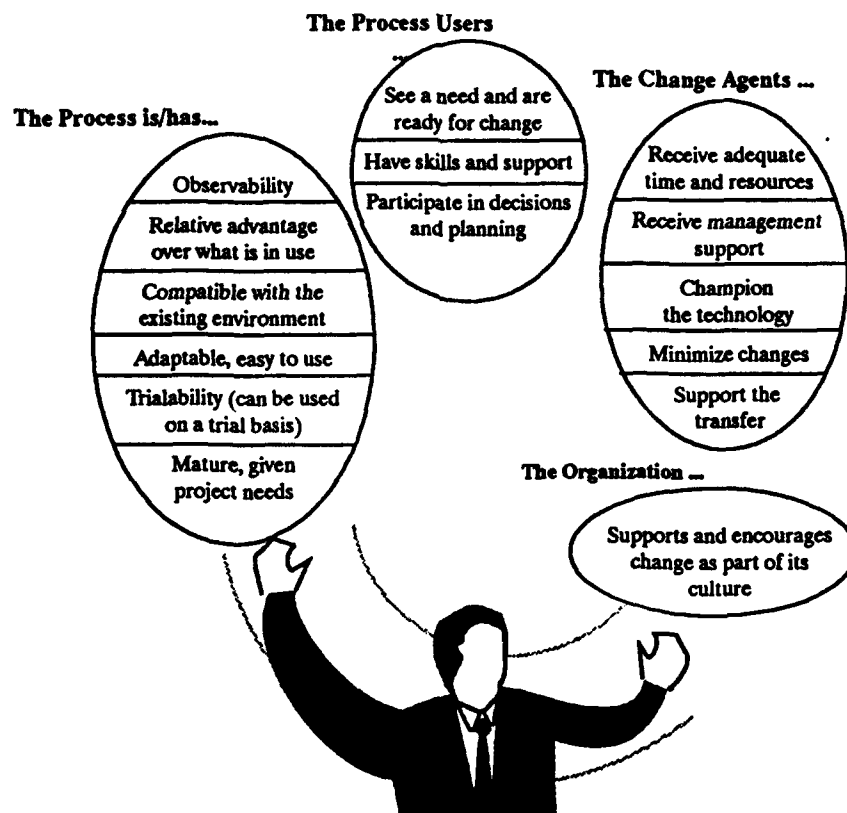 The Process Users
...
See a need and are
ready for change
Have skills and support
Participate in decisions
and planning
The Change Agents ...
Receive adequate
time and resources
Receive management
support
Champion
the technology
Minimize changes
Support the
transfer
The Process is/has...
Observability
Relative advantage
over what is in use
Compatible with the
existing environment
Adaptable, easy to use
Trialability (can be used
on a trial basis)
Mature, given
project needs
The Organization ...
Supports and encourages
change as part of its
culture